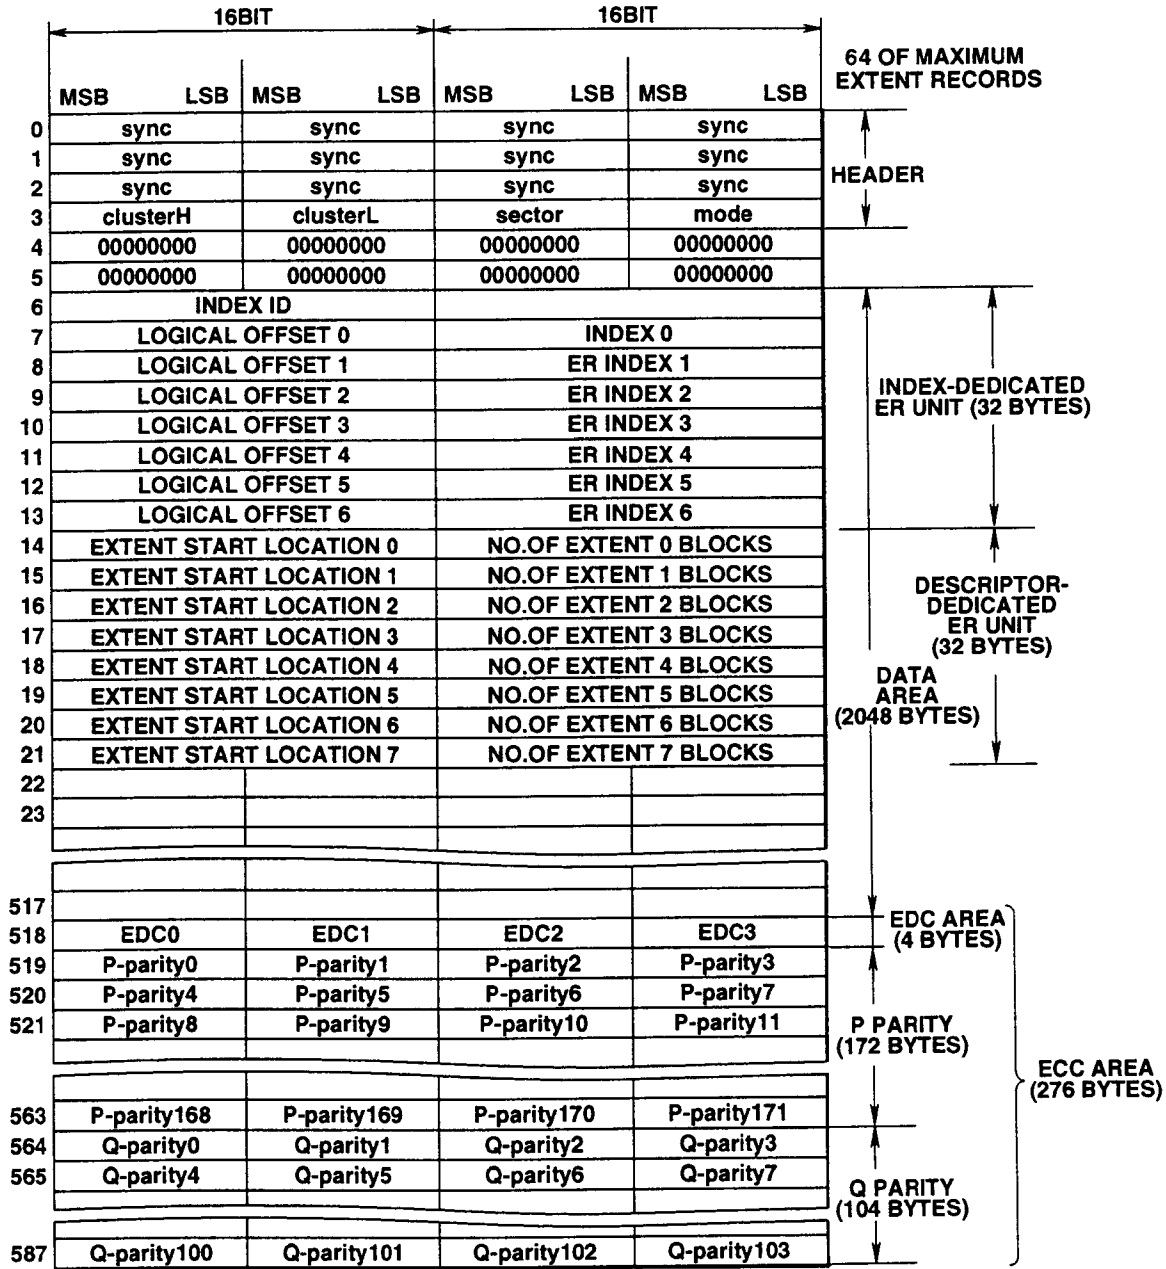 16BIT 16BIT
64 OF MAXIMUM
EXTENT RECORDS
MSB LSB MSB LSB MSB LSB MSB LSB
0 sync sync sync sync
1 sync sync sync sync
2 sync sync sync sync
HEADER
3 clusterH clusterL sector mode
4 00000000 00000000 00000000 00000000
5 00000000 00000000 00000000 00000000
6 INDEX ID
7 LOGICAL OFFSET 0 INDEX 0
8 LOGICAL OFFSET 1 ER INDEX 1
9 LOGICAL OFFSET 2 ER INDEX 2
10 LOGICAL OFFSET 3 ER INDEX 3
11 LOGICAL OFFSET 4 ER INDEX 4
12 LOGICAL OFFSET 5 ER INDEX 5
13 LOGICAL OFFSET 6 ER INDEX 6
INDEX-DEDICATED
ER UNIT (32 BYTES)
14 EXTENT START LOCATION 0 NO.OF EXTENT 0 BLOCKS
15 EXTENT START LOCATION 1 NO.OF EXTENT 1 BLOCKS
16 EXTENT START LOCATION 2 NO.OF EXTENT 2 BLOCKS
17 EXTENT START LOCATION 3 NO.OF EXTENT 3 BLOCKS
18 EXTENT START LOCATION 4 NO.OF EXTENT 4 BLOCKS
19 EXTENT START LOCATION 5 NO.OF EXTENT 5 BLOCKS
20 EXTENT START LOCATION 6 NO.OF EXTENT 6 BLOCKS
21 EXTENT START LOCATION 7 NO.OF EXTENT 7 BLOCKS
DESCRIPTOR-
DEDICATED
ER UNIT
(32 BYTES)
DATA
AREA
(2048 BYTES)
22
23
517
518 EDC0 EDC1 EDC2 EDC3
EDC AREA
(4 BYTES)
519 P-parity0 P-parity1 P-parity2 P-parity3
520 P-parity4 P-parity5 P-parity6 P-parity7
521 P-parity8 P-parity9 P-parity10 P-parity11
P PARITY
(172 BYTES)
ECC AREA
(276 BYTES)
563 P-parity168 P-parity169 P-parity170 P-parity171
564 Q-parity0 Q-parity1 Q-parity2 Q-parity3
565 Q-parity4 Q-parity5 Q-parity6 Q-parity7
Q PARITY
(104 BYTES)
587 Q-parity100 Q-parity101 Q-parity102 Q-parity103